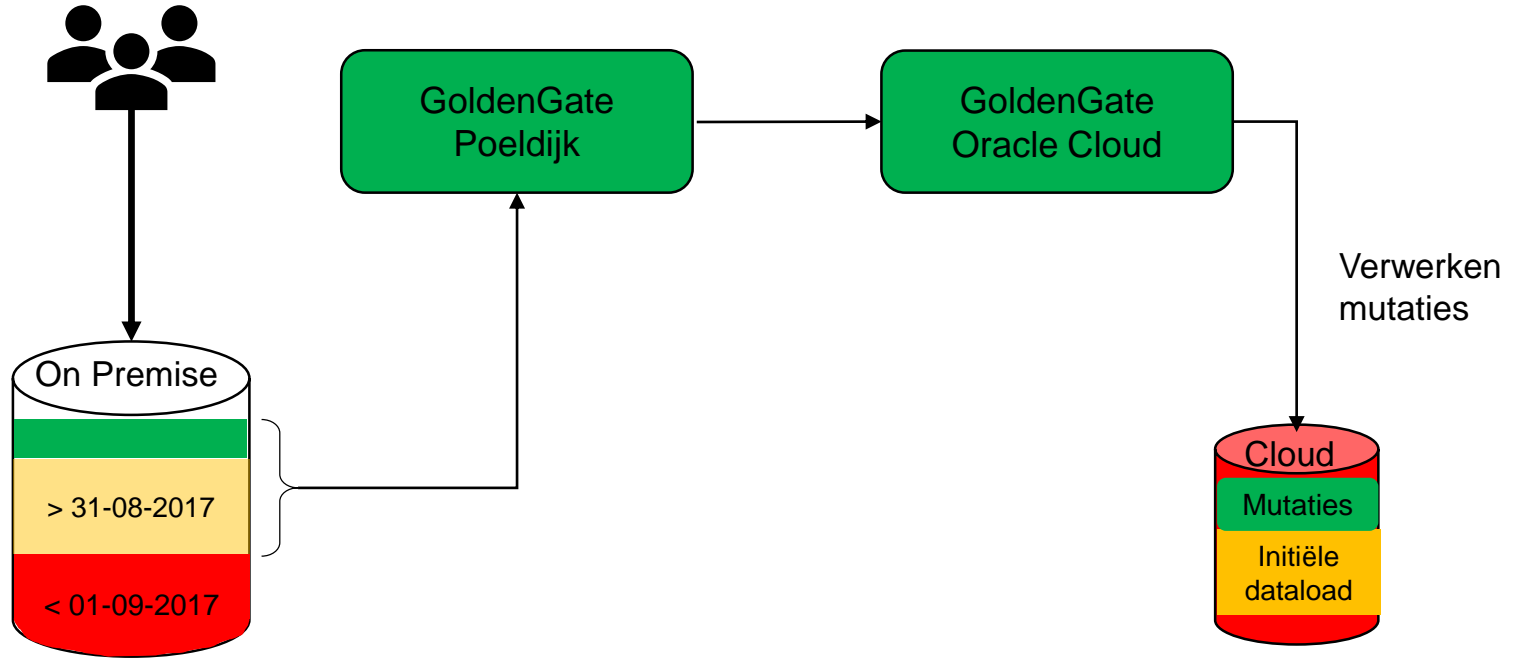 GoldenGate
Poeldijk
GoldenGate
Oracle Cloud
Verwerken
mutaties
On Premise
> 31-08-2017
< 01-09-2017
Cloud
Mutaties
Initiële
dataload